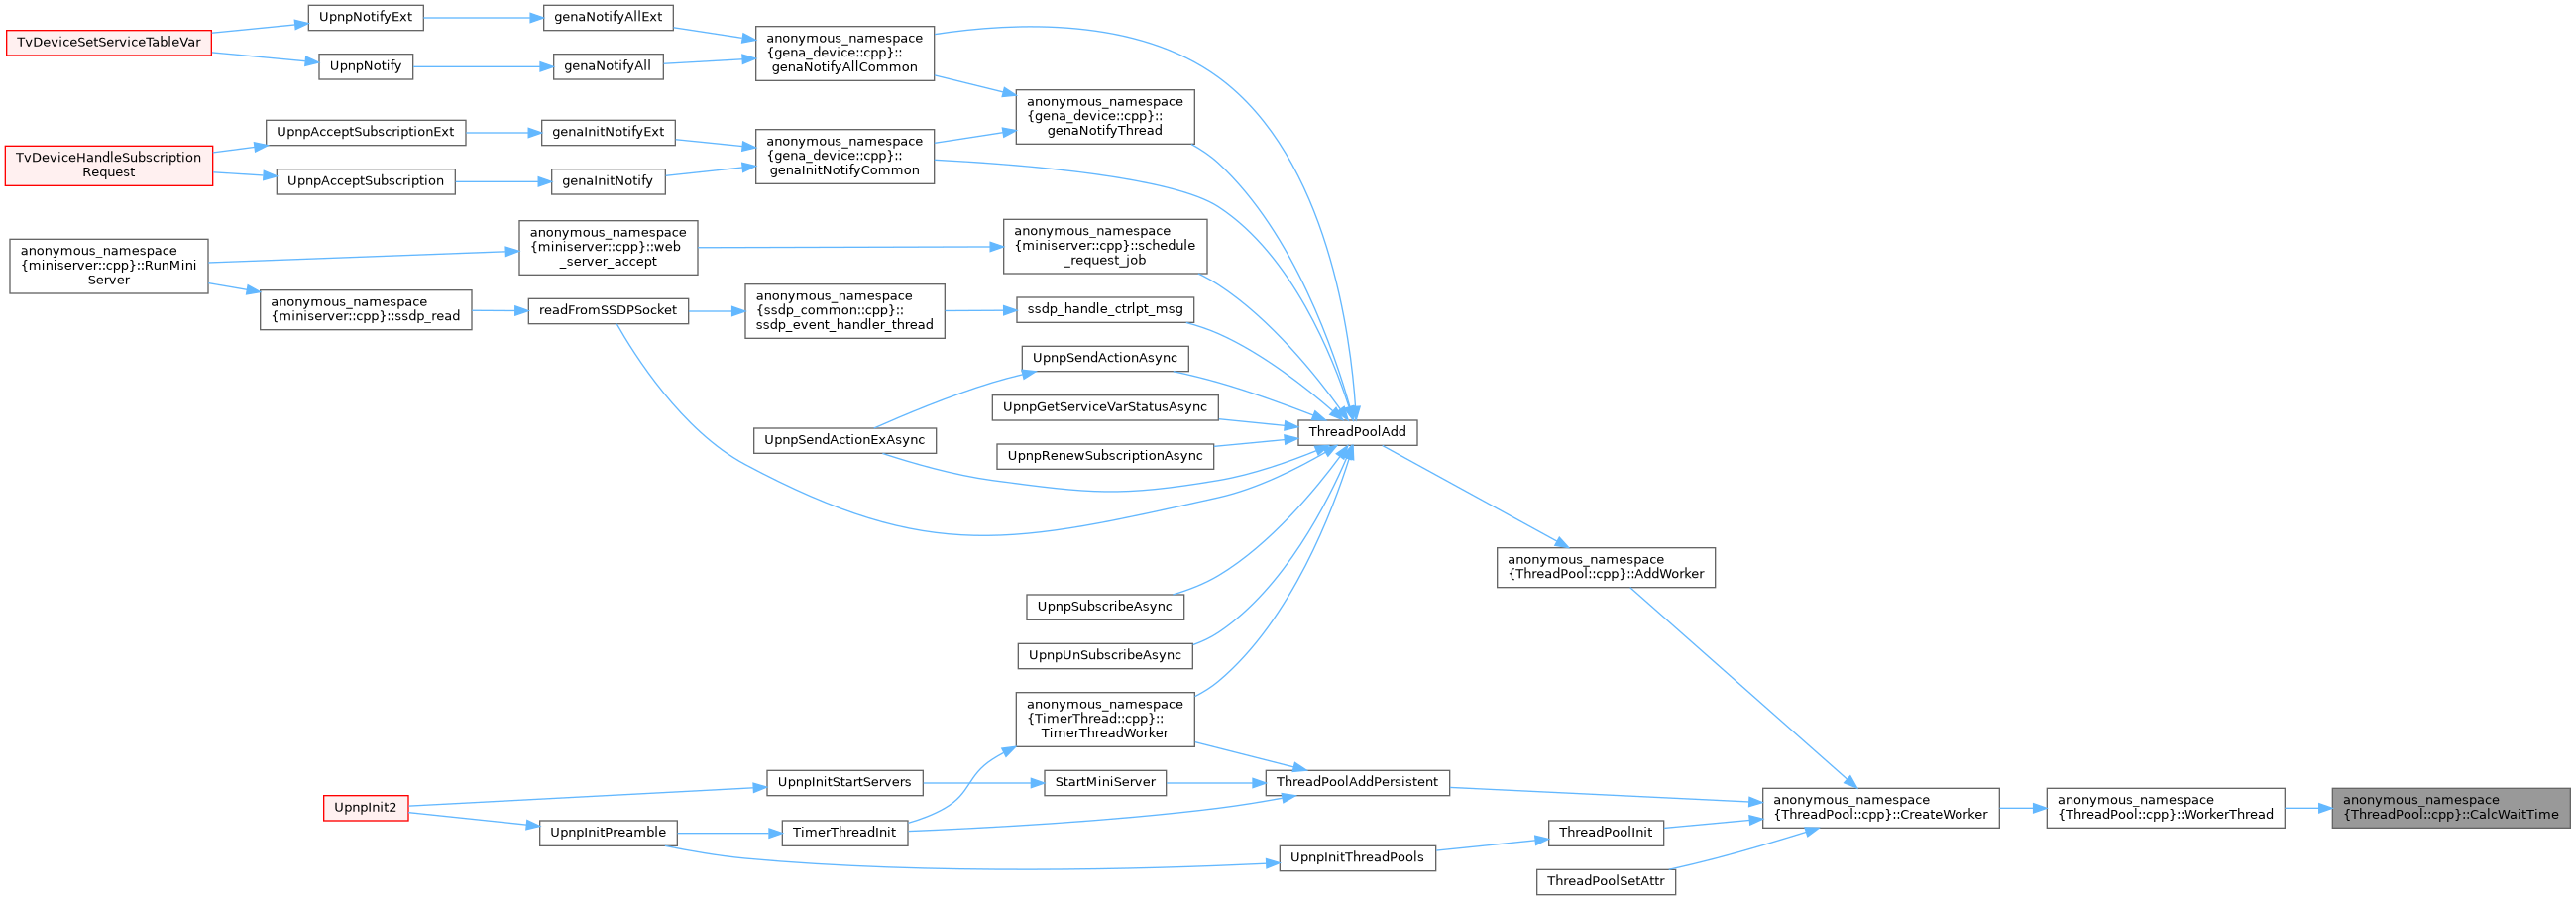 UpnpNotifyExt
genaNotifyAllExt
TvDeviceSetServiceTableVar
anonymous_namespace
{gena_device::cpp}::
genaNotifyAllCommon
UpnpNotify
genaNotifyAll
anonymous_namespace
{gena_device::cpp}::
genaNotifyThread
UpnpAcceptSubscriptionExt
genaInitNotifyExt
TvDeviceHandleSubscription
Request
anonymous_namespace
{gena_device::cpp}::
genaInitNotifyCommon
UpnpAcceptSubscription
genaInitNotify
anonymous_namespace
{miniserver::cpp}::RunMini
Server
anonymous_namespace
{miniserver::cpp}::web
_server_accept
anonymous_namespace
{miniserver::cpp}::schedule
_request_job
anonymous_namespace
{miniserver::cpp}::ssdp_read
readFromSSDPSocket
anonymous_namespace
{ssdp_common::cpp}::
ssdp_event_handler_thread
ssdp_handle_ctrlpt_msg
UpnpSendActionAsync
UpnpGetServiceVarStatusAsync
UpnpSendActionExAsync
UpnpRenewSubscriptionAsync
ThreadPoolAdd
anonymous_namespace
{ThreadPool::cpp}::AddWorker
UpnpSubscribeAsync
UpnpUnSubscribeAsync
anonymous_namespace
{TimerThread::cpp}::
TimerThreadWorker
UpnpInitStartServers
StartMiniServer
ThreadPoolAddPersistent
UpnpInit2
anonymous_namespace
{ThreadPool::cpp}::CreateWorker
anonymous_namespace
{ThreadPool::cpp}::WorkerThread
anonymous_namespace
{ThreadPool::cpp}::CalcWaitTime
UpnpInitPreamble
TimerThreadInit
ThreadPoolInit
UpnpInitThreadPools
ThreadPoolSetAttr